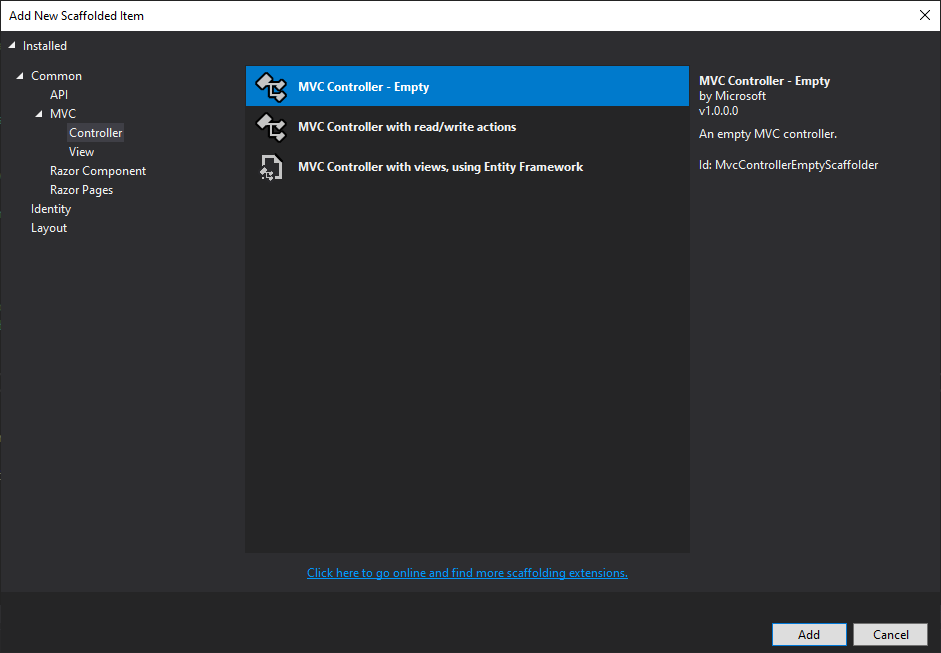 Add New Scaffolded Item
Installed
Common
API
MVC
Controller
View
Razor Component
Razor Pages
Identity
Layout
MVC Controller - Empty
MVC Controller with read/write actions
MVC Controller with views, using Entity Framework
MVC Controller - Empty
by Microsoft
v1.0.0.0
An empty MVC controller.
Id: MvcControllerEmptyScaffolder
Click here to go online and find more scaffolding extensions.
Add
Cancel